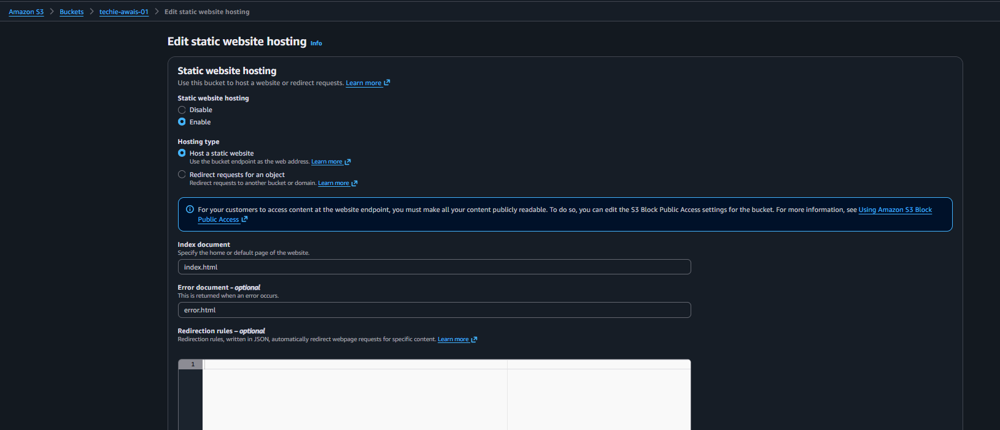 Amazon S3 > Buckets > techie-awais-01 > Edit static website hosting
Edit static website hosting Info
Static website hosting
Use this bucket to host a website or redirect requests. Learn more
Static website hosting
Disable
Enable
Hosting type
Host a static website
Use the bucket endpoint as the web address. Learn more
Redirect requests for an object
Redirect requests to another bucket or domain. Learn more
For your customers to access content at the website endpoint, you must make all your content publicly readable. To do so, you can edit the S3 Block Public Access settings for the bucket. For more information, see Using Amazon S3 Block
Public Access
Index document
Specify the home or default page of the website.
index.html
Error document – optional
This is returned when an error occurs.
error.html
Redirection rules – optional
Redirection rules, written in JSON, automatically redirect webpage requests for specific content. Learn more
1